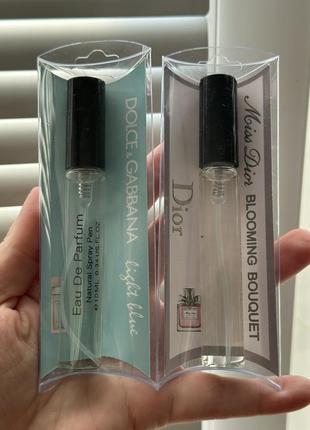 DOLCE & GABBANA
light blue
Eau De Parfum
Natural Spray Pen
Miss Dior BLOOMING BOUQUET
Dior